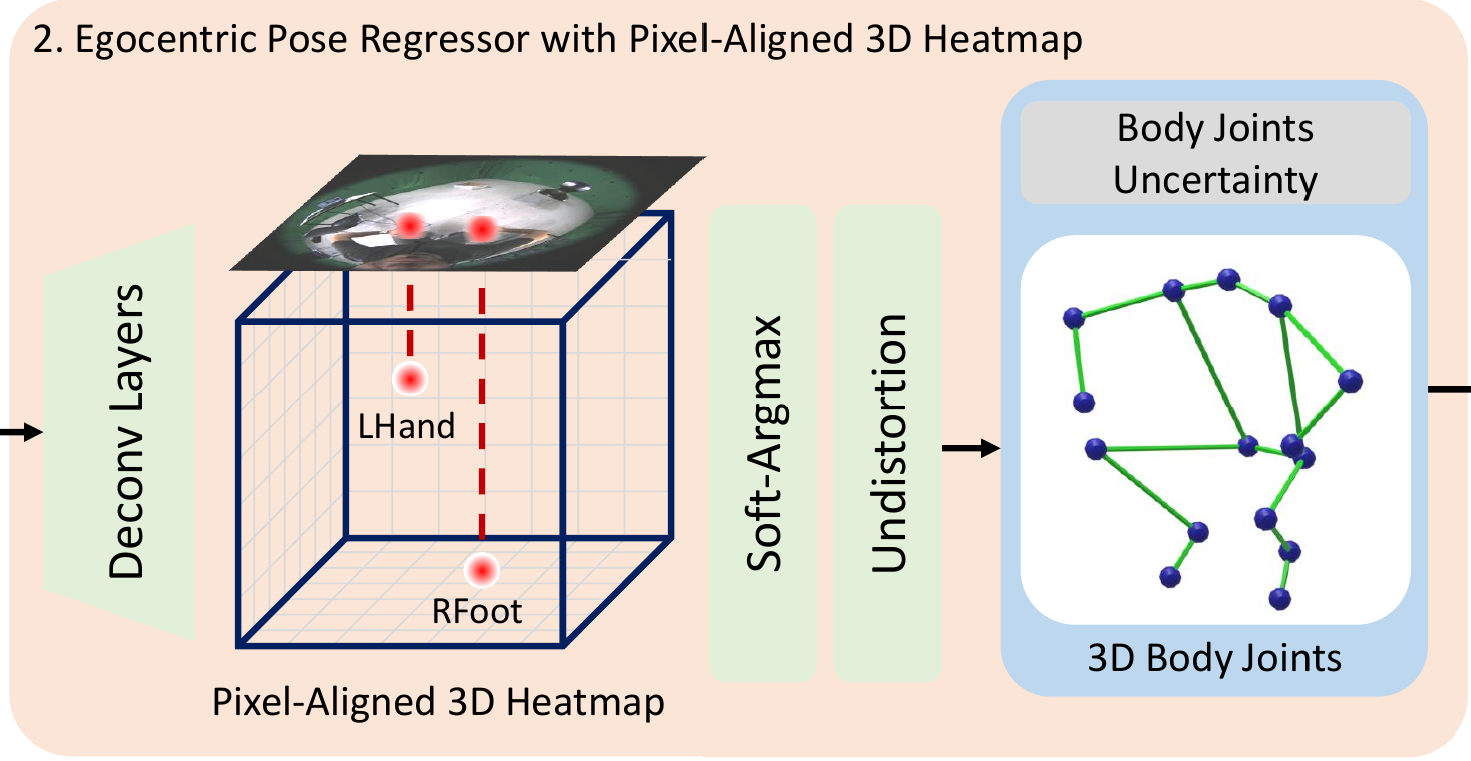 2. Egocentric Pose Regressor with Pixel-Aligned 3D Heatmap
Deconv Layers
LHand
RFoot
Pixel-Aligned 3D Heatmap
Soft-Argmax
Undistortion
Body Joints
Uncertainty
3D Body Joints